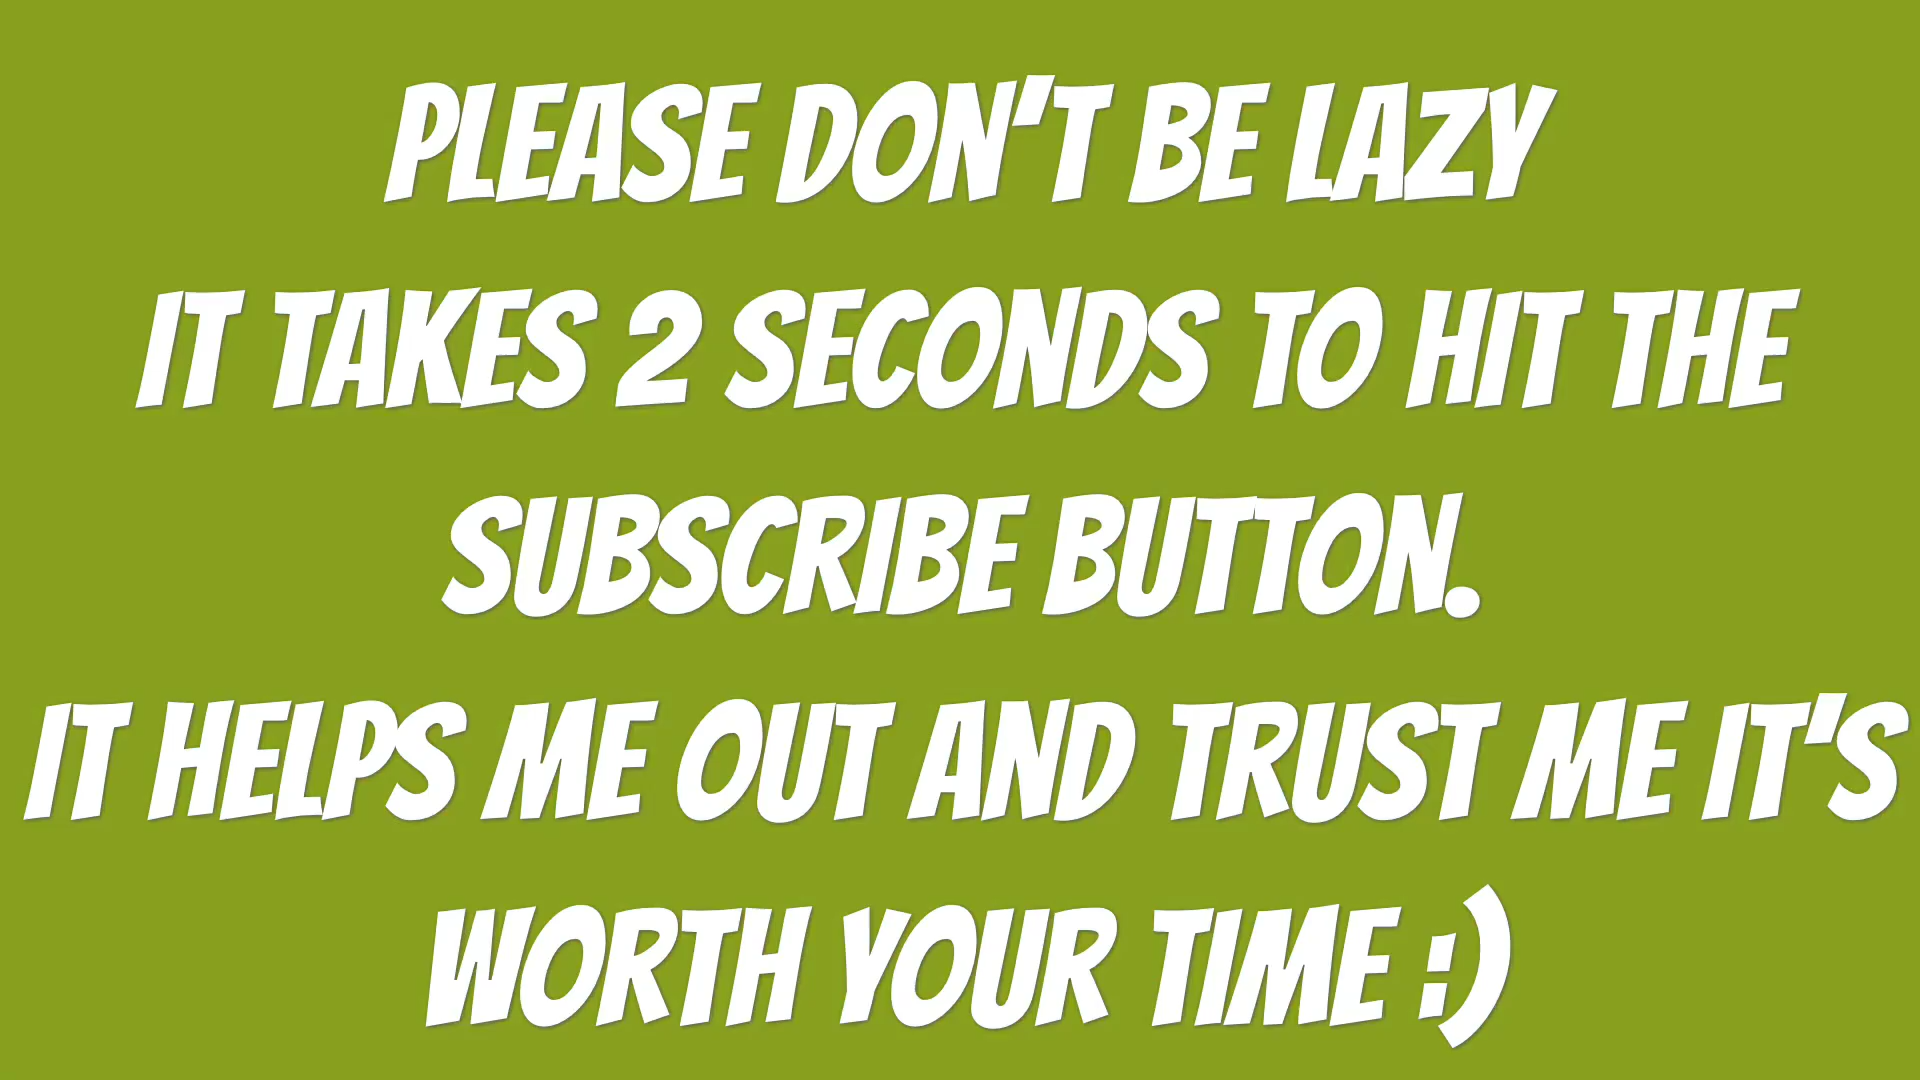 PLEASE DON'T BE LAZY
IT TAKES 2 SECONDS TO HIT THE
SUBSCRIBE BUTTON.
IT HELPS ME OUT AND TRUST ME IT'S
WORTH YOUR TIME :)